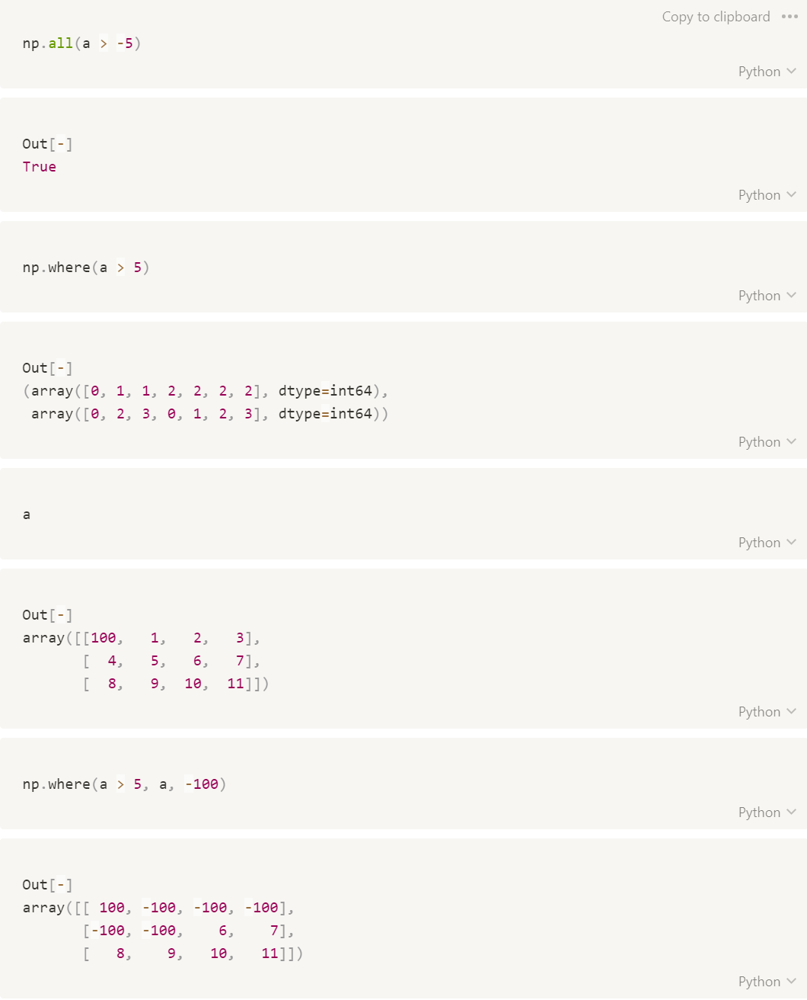 Copy to clipboard •••
np.all(a > -5)
Python
Out[-]
True
Python
np.where(a > 5)
Python
Out[-]
(array([0, 1, 1, 2, 2, 2, 2], dtype=int64),
 array([0, 2, 3, 0, 1, 2, 3], dtype=int64))
Python
a
Python
Out[-]
array([[100,   1,   2,   3],
       [  4,   5,   6,   7],
       [  8,   9,  10,  11]])
Python
np.where(a > 5, a, -100)
Python
Out[-]
array([[ 100, -100, -100, -100],
       [-100, -100,    6,    7],
       [   8,    9,   10,   11]])
Python